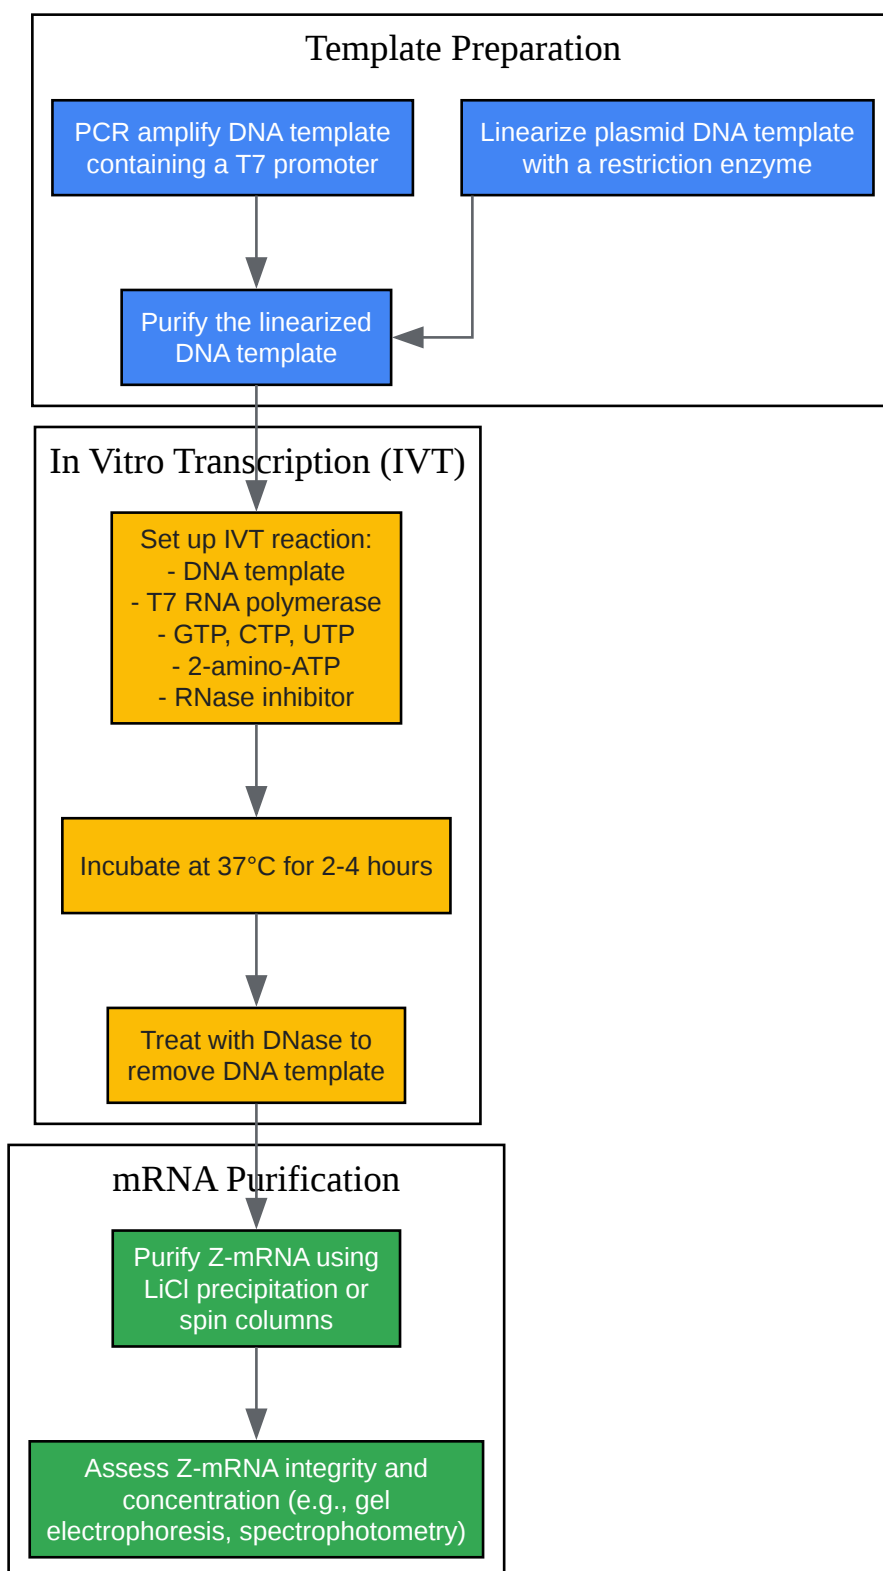 Template Preparation
PCR amplify DNA template
containing a T7 promoter
Linearize plasmid DNA template
with a restriction enzyme
Purify the linearized
DNA template
In Vitro Transcription (IVT)
Set up IVT reaction:
- DNA template
- T7 RNA polymerase
- GTP, CTP, UTP
- 2-amino-ATP
- RNase inhibitor
Incubate at 37°C for 2-4 hours
Treat with DNase to
remove DNA template
mRNA Purification
Purify Z-mRNA using
LiCl precipitation or
spin columns
Assess Z-mRNA integrity and
concentration (e.g., gel
electrophoresis, spectrophotometry)